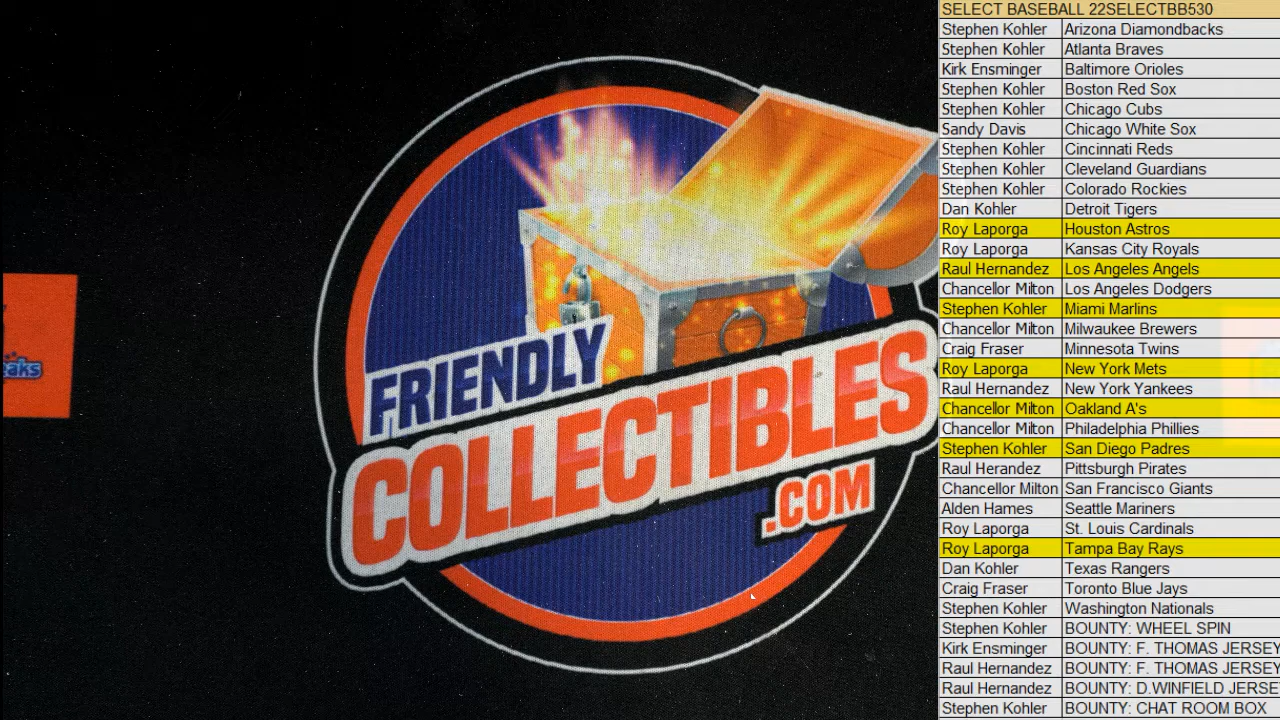 eaks
FRIENDLY
COLLECTIBLES
.COM
SELECT BASEBALL 22SELECTBB530
Stephen Kohler Arizona Diamondbacks
Stephen Kohler Atlanta Braves
Kirk Ensminger Baltimore Orioles
Stephen Kohler Boston Red Sox
Stephen Kohler Chicago Cubs
Sandy Davis Chicago White Sox
Stephen Kohler Cincinnati Reds
Stephen Kohler Cleveland Guardians
Stephen Kohler Colorado Rockies
Dan Kohler Detroit Tigers
Roy Laporga Houston Astros
Roy Laporga Kansas City Royals
Raul Hernandez Los Angeles Angels
Chancellor Milton Los Angeles Dodgers
Stephen Kohler Miami Marlins
Chancellor Milton Milwaukee Brewers
Craig Fraser Minnesota Twins
Roy Laporga New York Mets
Raul Hernandez New York Yankees
Chancellor Milton Oakland A's
Chancellor Milton Philadelphia Phillies
Stephen Kohler San Diego Padres
Raul Herandez Pittsburgh Pirates
Chancellor Milton San Francisco Giants
Alden Hames Seattle Mariners
Roy Laporga St. Louis Cardinals
Roy Laporga Tampa Bay Rays
Dan Kohler Texas Rangers
Craig Fraser Toronto Blue Jays
Stephen Kohler Washington Nationals
Stephen Kohler BOUNTY: WHEEL SPIN
Kirk Ensminger BOUNTY: F. THOMAS JERSEY
Raul Hernandez BOUNTY: F. THOMAS JERSEY
Raul Hernandez BOUNTY: D.WINFIELD JERSE
Stephen Kohler BOUNTY: CHAT ROOM BOX